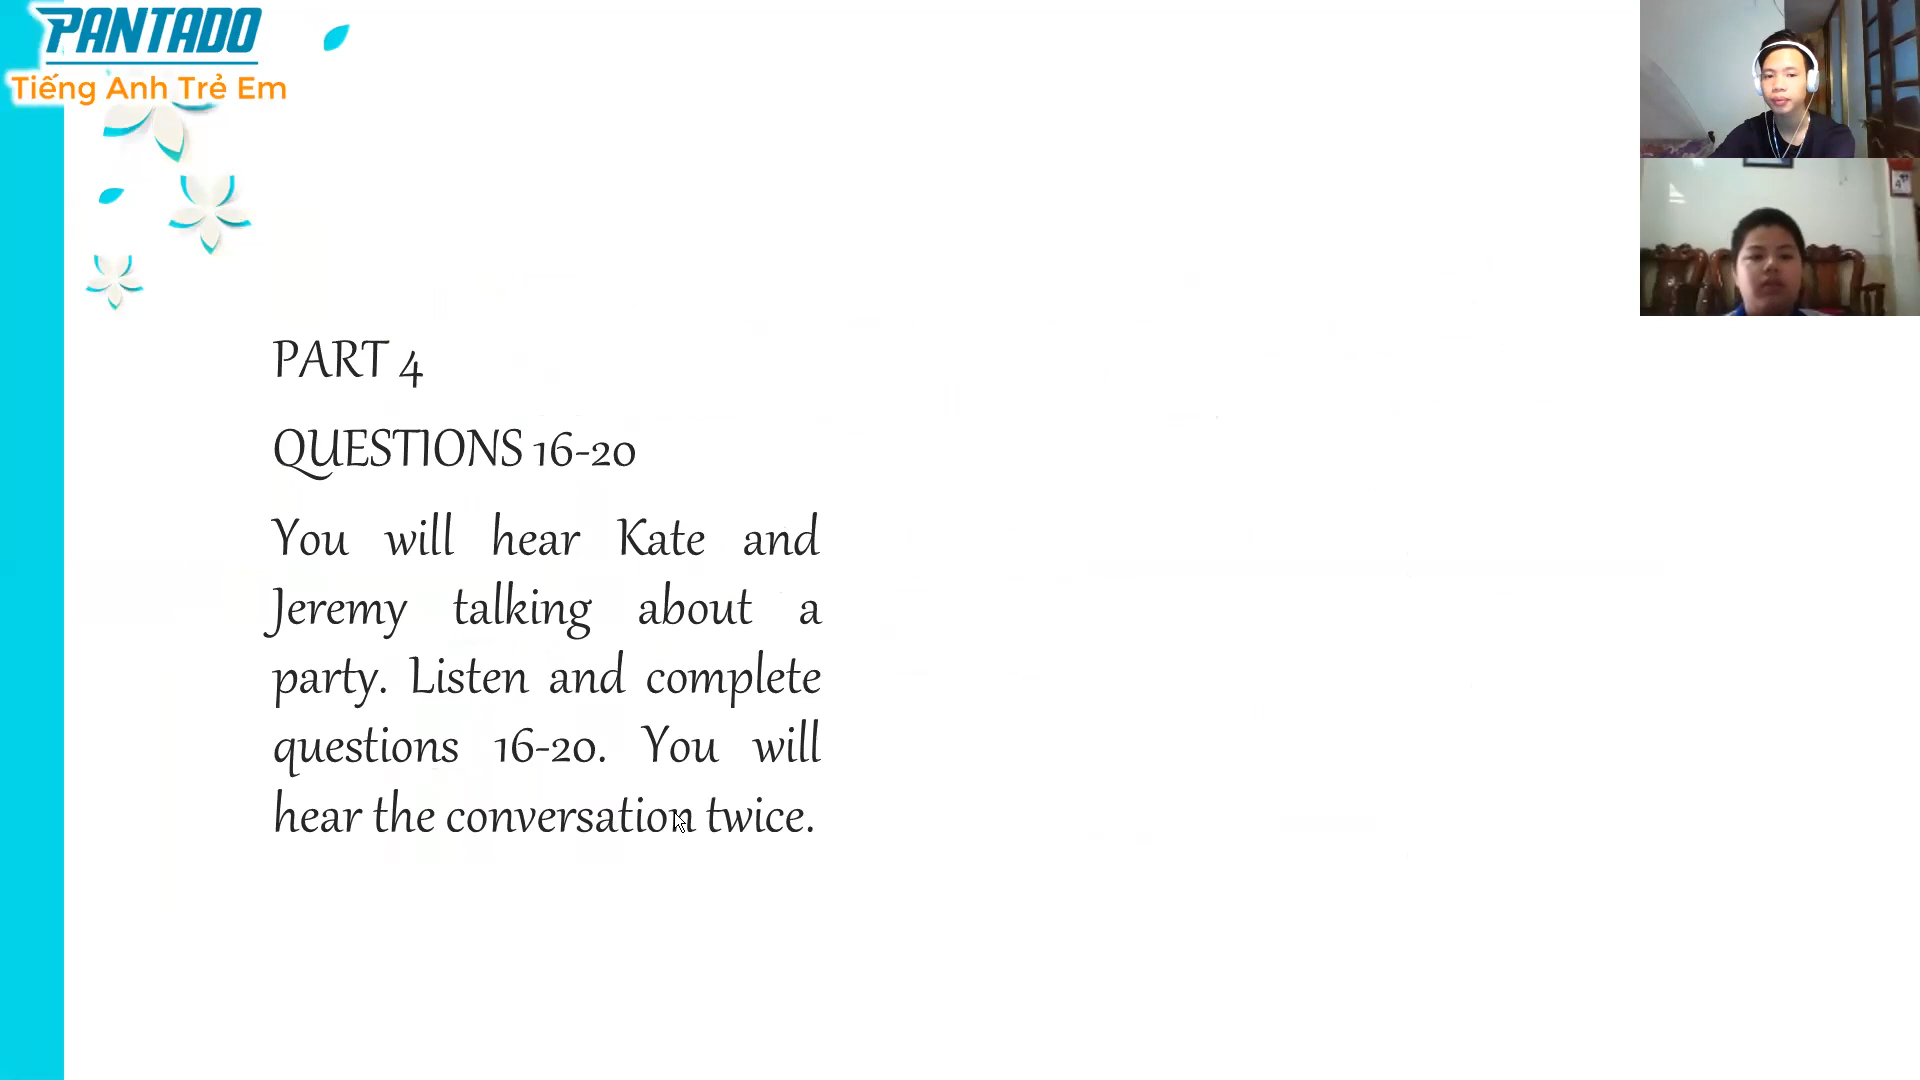 PANTADO
Tiếng Anh Trẻ Em
PART 4
QUESTIONS 16-20
You will hear Kate and
Jeremy talking about a
party. Listen and complete
questions 16-20. You will
hear the conversation twice.